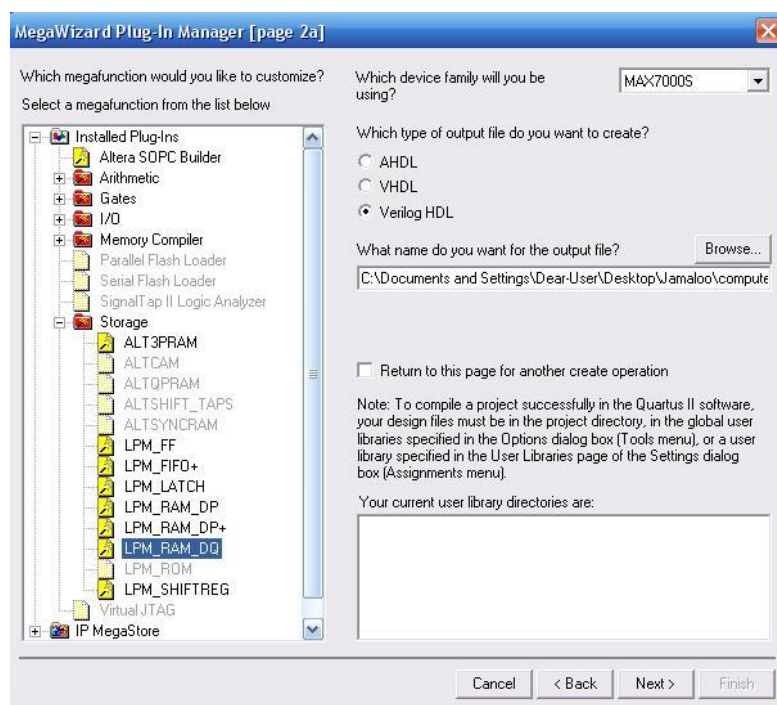 MegaWizard Plug-In Manager [page 2a]
Which megafunction would you like to customize?
Select a megafunction from the list below
Installed Plug-Ins
Altera SOPC Builder
Arithmetic
Gates
I/O
Memory Compiler
Parallel Flash Loader
Serial Flash Loader
SignalTap II Logic Analyzer
Storage
ALT3PRAM
ALTCAM
ALTQPRAM
ALTSHIFT_TAPS
ALTSYNCRAM
LPM_FF
LPM_FIFO+
LPM_LATCH
LPM_RAM_DP
LPM_RAM_DP+
LPM_RAM_DQ
LPM_ROM
LPM_SHIFTREG
Virtual JTAG
IP MegaStore
Which device family will you be
using?
MAX7000S
Which type of output file do you want to create?
AHDL
VHDL
Verilog HDL
What name do you want for the output file?
Browse...
C:\Documents and Settings\Dear-User\Desktop\Jamaloo\compute
Return to this page for another create operation
Note: To compile a project successfully in the Quartus II software,
your design files must be in the project directory, in the global user
libraries specified in the Options dialog box (Tools menu), or a user
library specified in the User Libraries page of the Settings dialog
box (Assignments menu).
Your current user library directories are:
Cancel
< Back
Next >
Finish